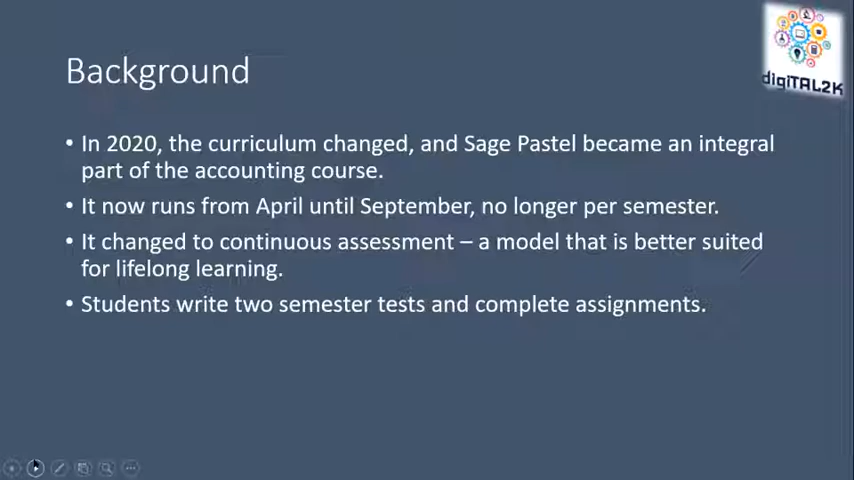 digiTAL2K
Background
• In 2020, the curriculum changed, and Sage Pastel became an integral
part of the accounting course.
• It now runs from April until September, no longer per semester.
• It changed to continuous assessment – a model that is better suited
for lifelong learning.
• Students write two semester tests and complete assignments.